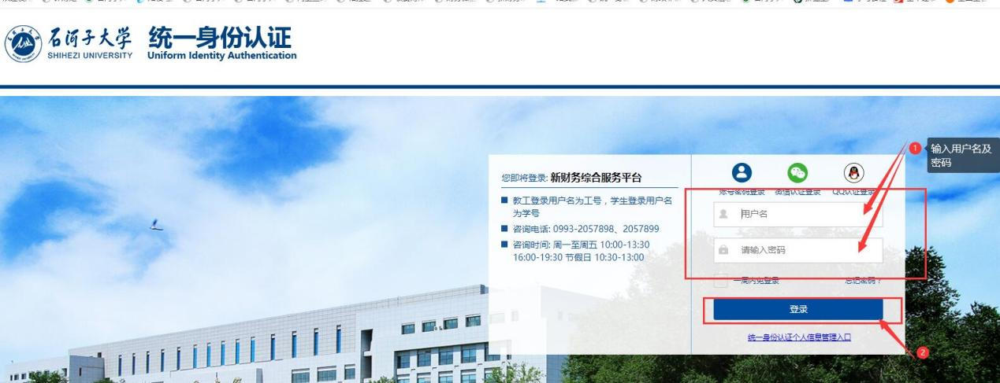 石河子大学
SHIHEZI UNIVERSITY
统一身份认证
Uniform Identity Authentication
您即将登录: 新财务综合服务平台
教工登录用户名为工号，学生登录用户名
为学号
咨询电话: 0993-2057898、2057899
咨询时间: 周一至周五 10:00-13:30
16:00-19:30 节假日 10:30-13:00
账号密码登录 微信认证登录 QQ认证登录
用户名
请输入密码
一周内免登录 忘记密码？
登录
统一身份认证个人信息管理入口
1
输入用户名及
密码
2